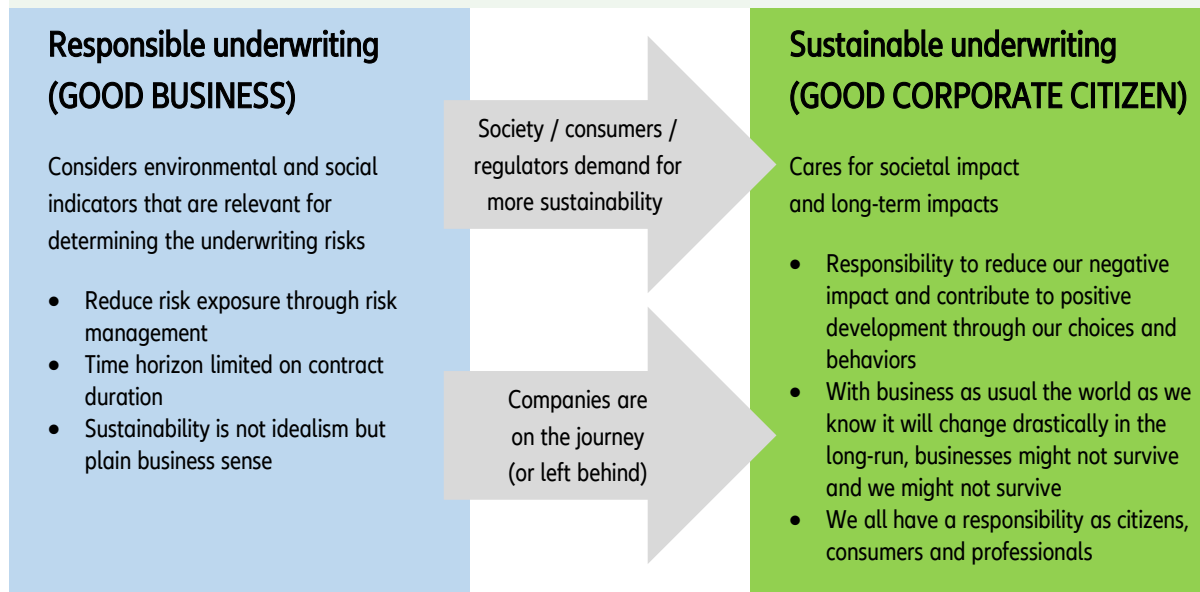 Responsible underwriting
(GOOD BUSINESS)
Considers environmental and social
indicators that are relevant for
determining the underwriting risks
• Reduce risk exposure through risk
management
• Time horizon limited on contract
duration
• Sustainability is not idealism but
plain business sense
Society / consumers /
regulators demand for
more sustainability
Companies are
on the journey
(or left behind)
Sustainable underwriting
(GOOD CORPORATE CITIZEN)
Cares for societal impact
and long-term impacts
• Responsibility to reduce our negative
impact and contribute to positive
development through our choices and
behaviors
• With business as usual the world as we
know it will change drastically in the
long-run, businesses might not survive
and we might not survive
• We all have a responsibility as citizens,
consumers and professionals